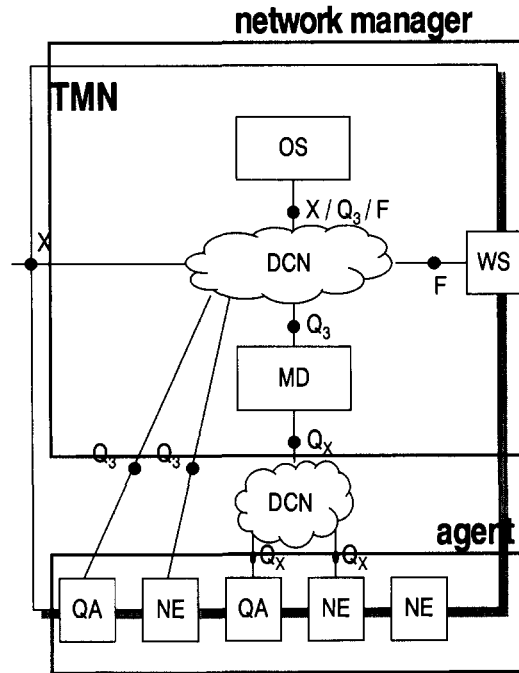 network manager
TMN
OS
X / Q₃ / F
X
DCN
WS
F
Q₃
MD
Qₓ
Q₃ Q₃
DCN
agent
Qₓ Qₓ
QA NE QA NE NE